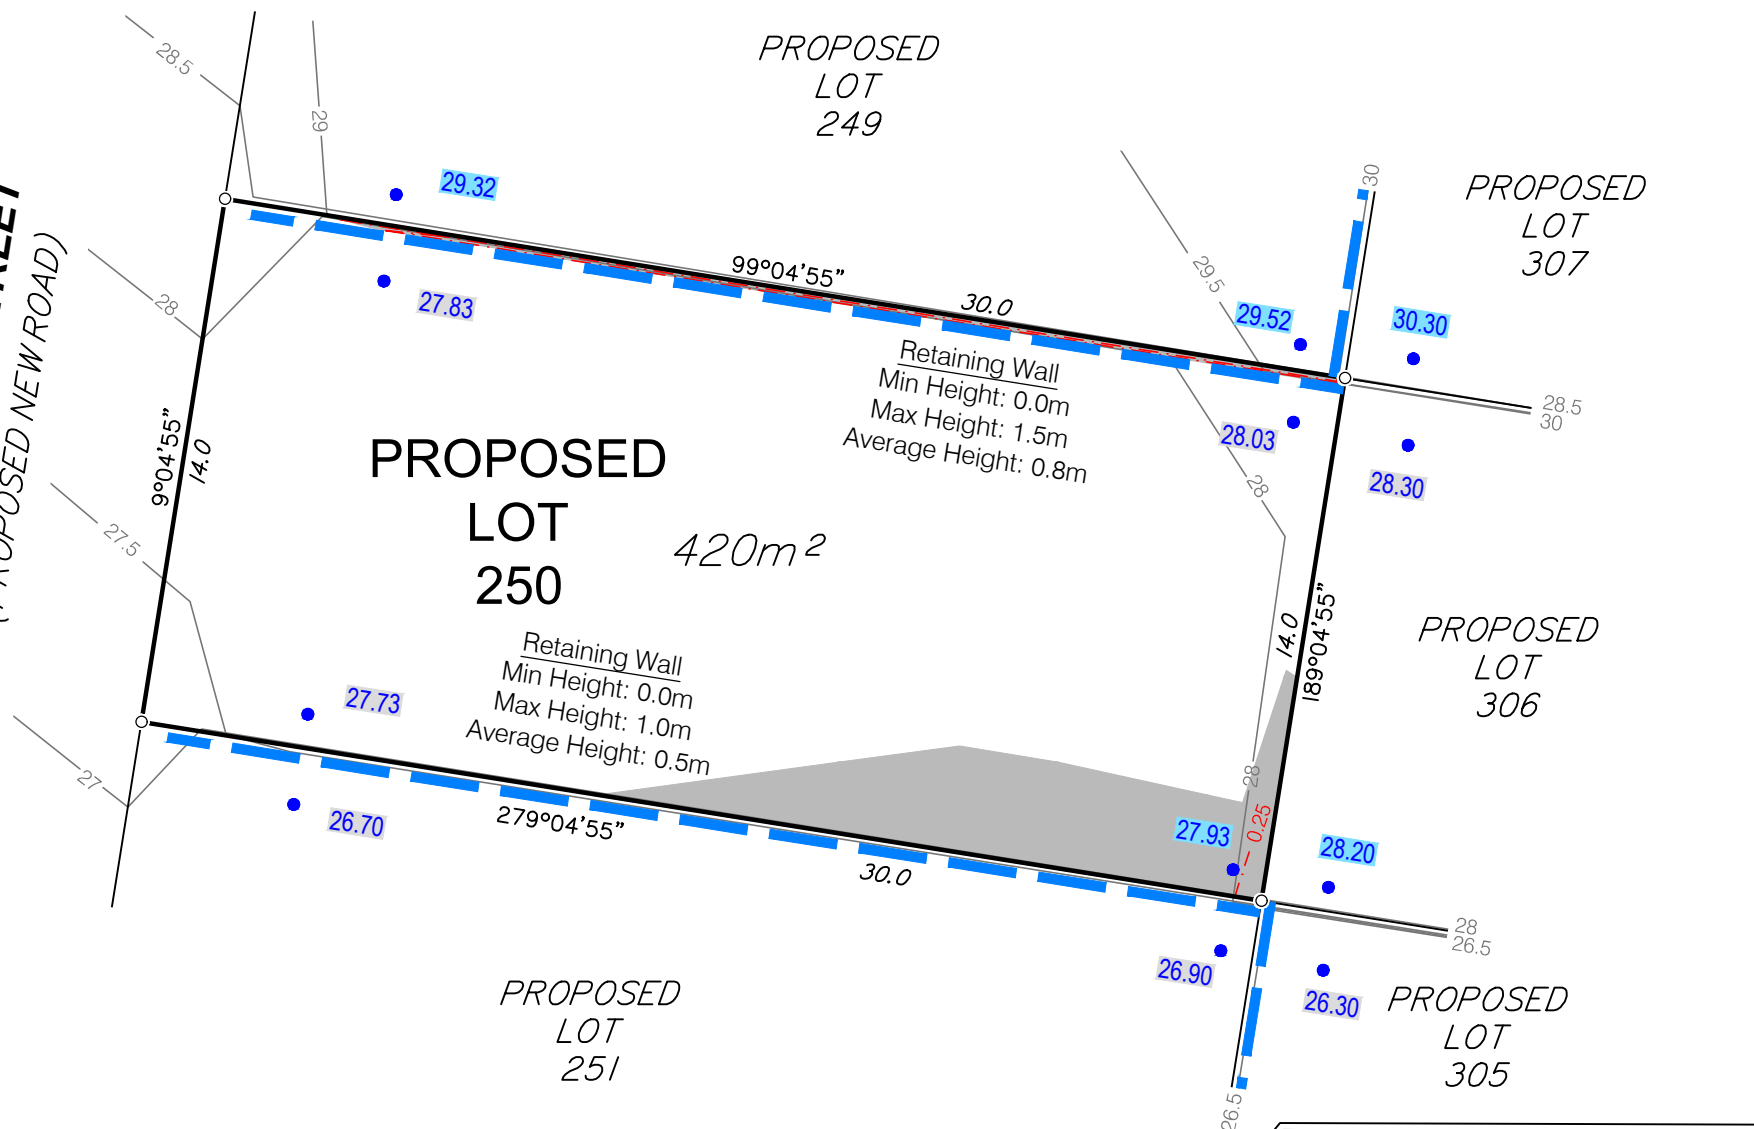 PROPOSED
LOT
249
28.5
29
29.32
30
PROPOSED
LOT
307
29.5
99°04'55"
30.0
29.52
30.30
27.83
28
Retaining Wall
Min Height: 0.0m
Max Height: 1.5m
Average Height: 0.8m
28.03
28.30
28
28.5
30
(PROPOSED NEW ROAD)
9°04'55"
14.0
PROPOSED
LOT
250
420m²
27.5
14.0
189°04'55"
PROPOSED
LOT
306
Retaining Wall
Min Height: 0.0m
Max Height: 1.0m
Average Height: 0.5m
27.73
27
26.70
279°04'55"
30.0
28
0.25
27.93
28.20
28
26.5
26.90
26.30
PROPOSED
LOT
251
PROPOSED
LOT
305
26.5